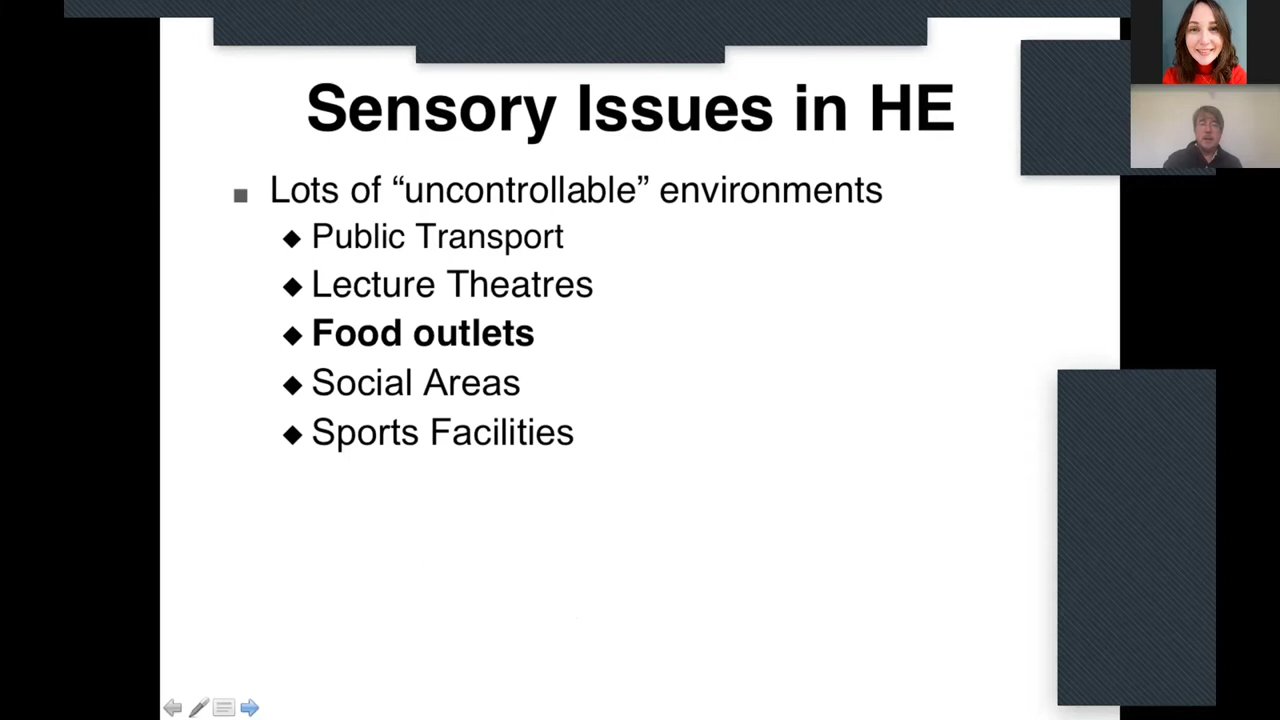 Sensory Issues in HE
Lots of “uncontrollable” environments
Public Transport
Lecture Theatres
Food outlets
Social Areas
Sports Facilities